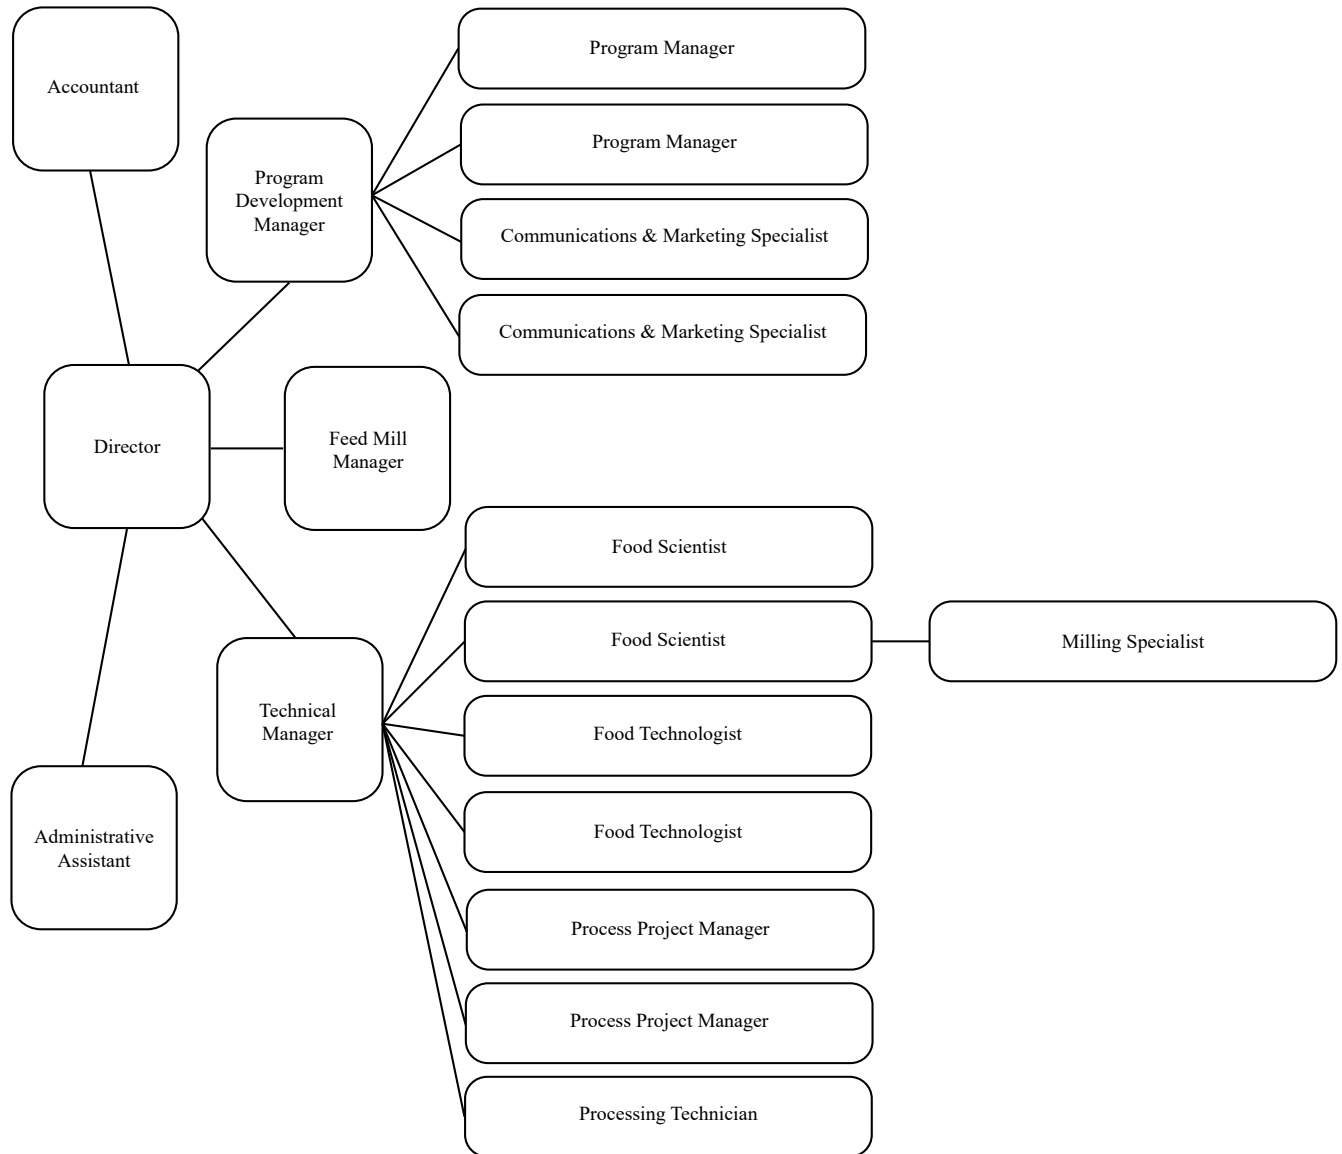 Accountant
Program
Development
Manager
Program Manager
Program Manager
Communications & Marketing Specialist
Communications & Marketing Specialist
Director
Feed Mill
Manager
Technical
Manager
Administrative
Assistant
Food Scientist
Food Scientist
Milling Specialist
Food Technologist
Food Technologist
Process Project Manager
Process Project Manager
Processing Technician